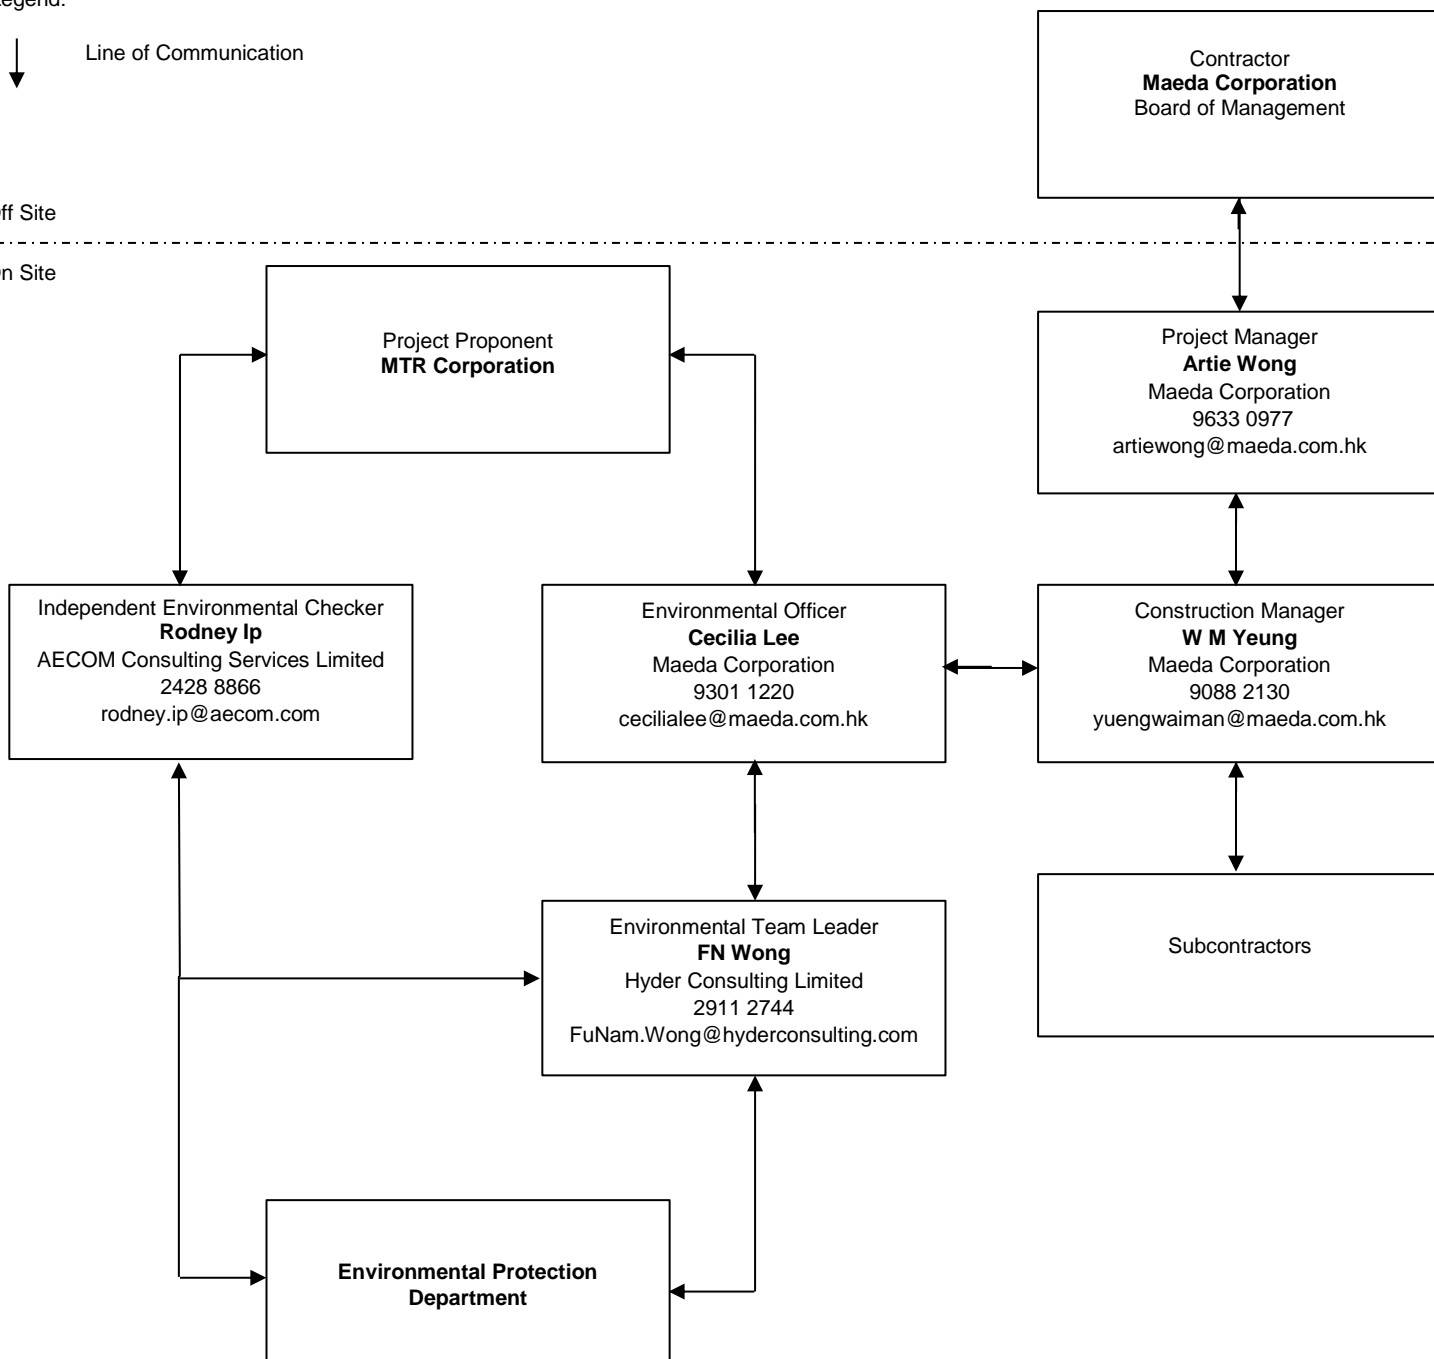 Legend:
Line of Communication
Contractor
Maeda Corporation
Board of Management
Off Site
On Site
Project Proponent
MTR Corporation
Project Manager
Artie Wong
Maeda Corporation
9633 0977
artiewong@maeda.com.hk
Independent Environmental Checker
Rodney Ip
AECOM Consulting Services Limited
2428 8866
rodney.ip@aecom.com
Environmental Officer
Cecilia Lee
Maeda Corporation
9301 1220
cecilialee@maeda.com.hk
Construction Manager
W M Yeung
Maeda Corporation
9088 2130
yuengwaiman@maeda.com.hk
Environmental Team Leader
FN Wong
Hyder Consulting Limited
2911 2744
FuNam.Wong@hyderconsulting.com
Subcontractors
Environmental Protection
Department